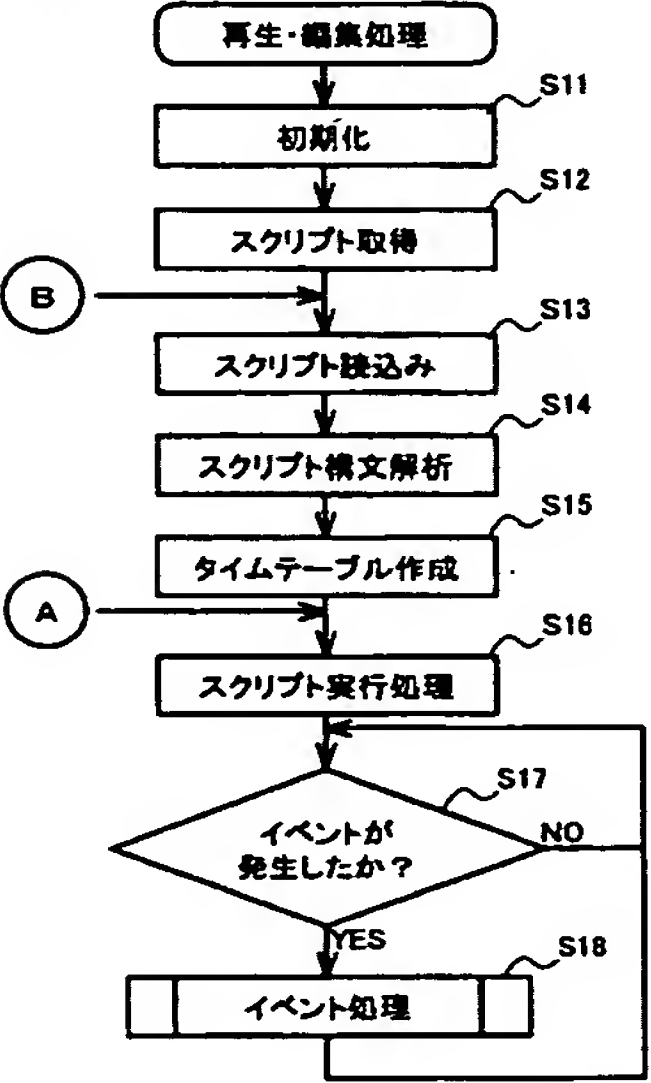 再生・編集処理
S11
初期化
S12
スクリプト取得
B
S13
スクリプト読込み
S14
スクリプト構文解析
S15
タイムテーブル作成
A
S16
スクリプト実行処理
S17
イベントが
発生したか？
NO
YES
S18
イベント処理